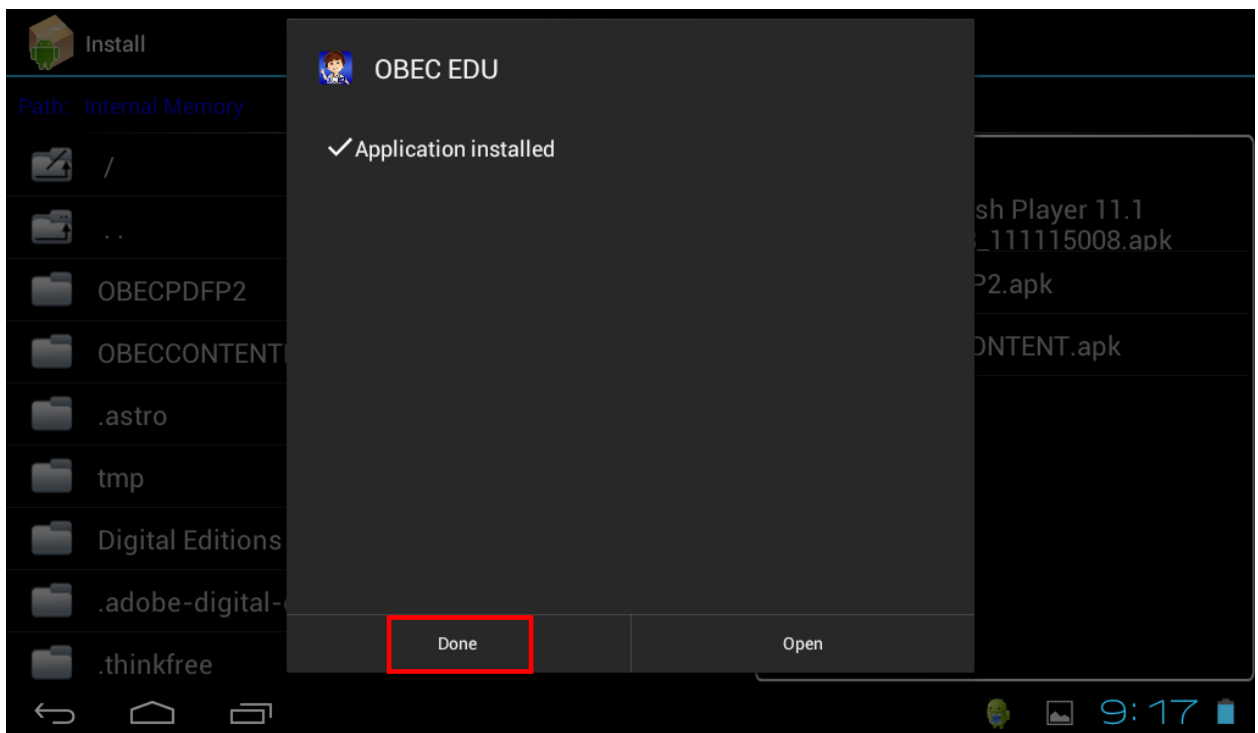 Install
OBEC EDU
Application installed
Path: Internal Memory
/
..
OBECPDFP2
OBECCONTENT
.astro
tmp
Digital Editions
.adobe-digital-
.thinkfree
sh Player 11.1
_111115008.apk
P2.apk
ONTENT.apk
Done
Open
9:17